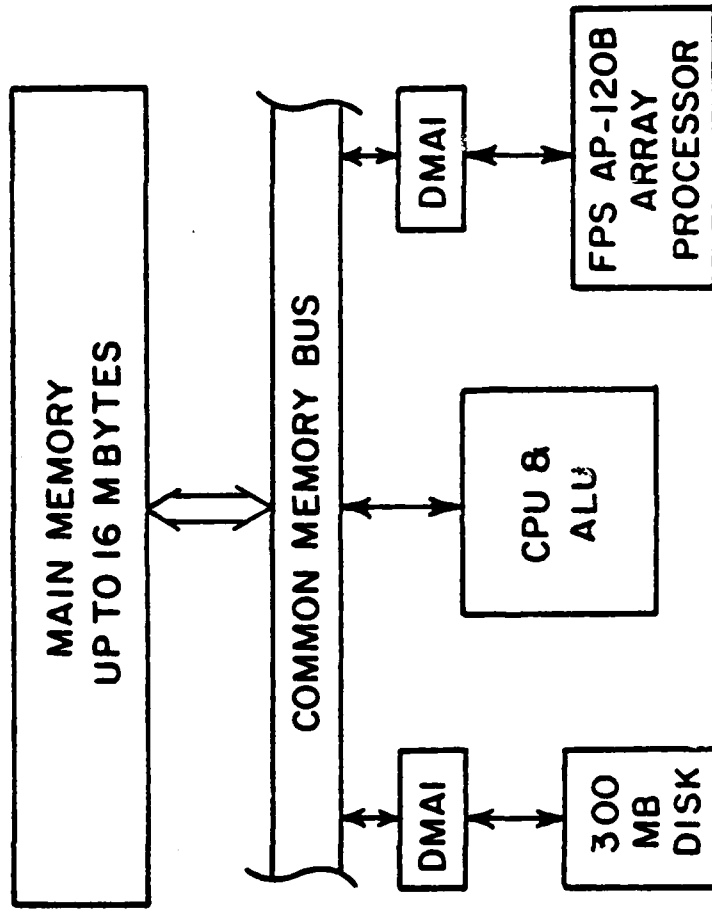 MAIN MEMORY
UP TO 16 MBYTES
COMMON MEMORY BUS
DMAI
DMAI
300
MB
DISK
CPU &
ALU
FPS AP-120B
ARRAY
PROCESSOR